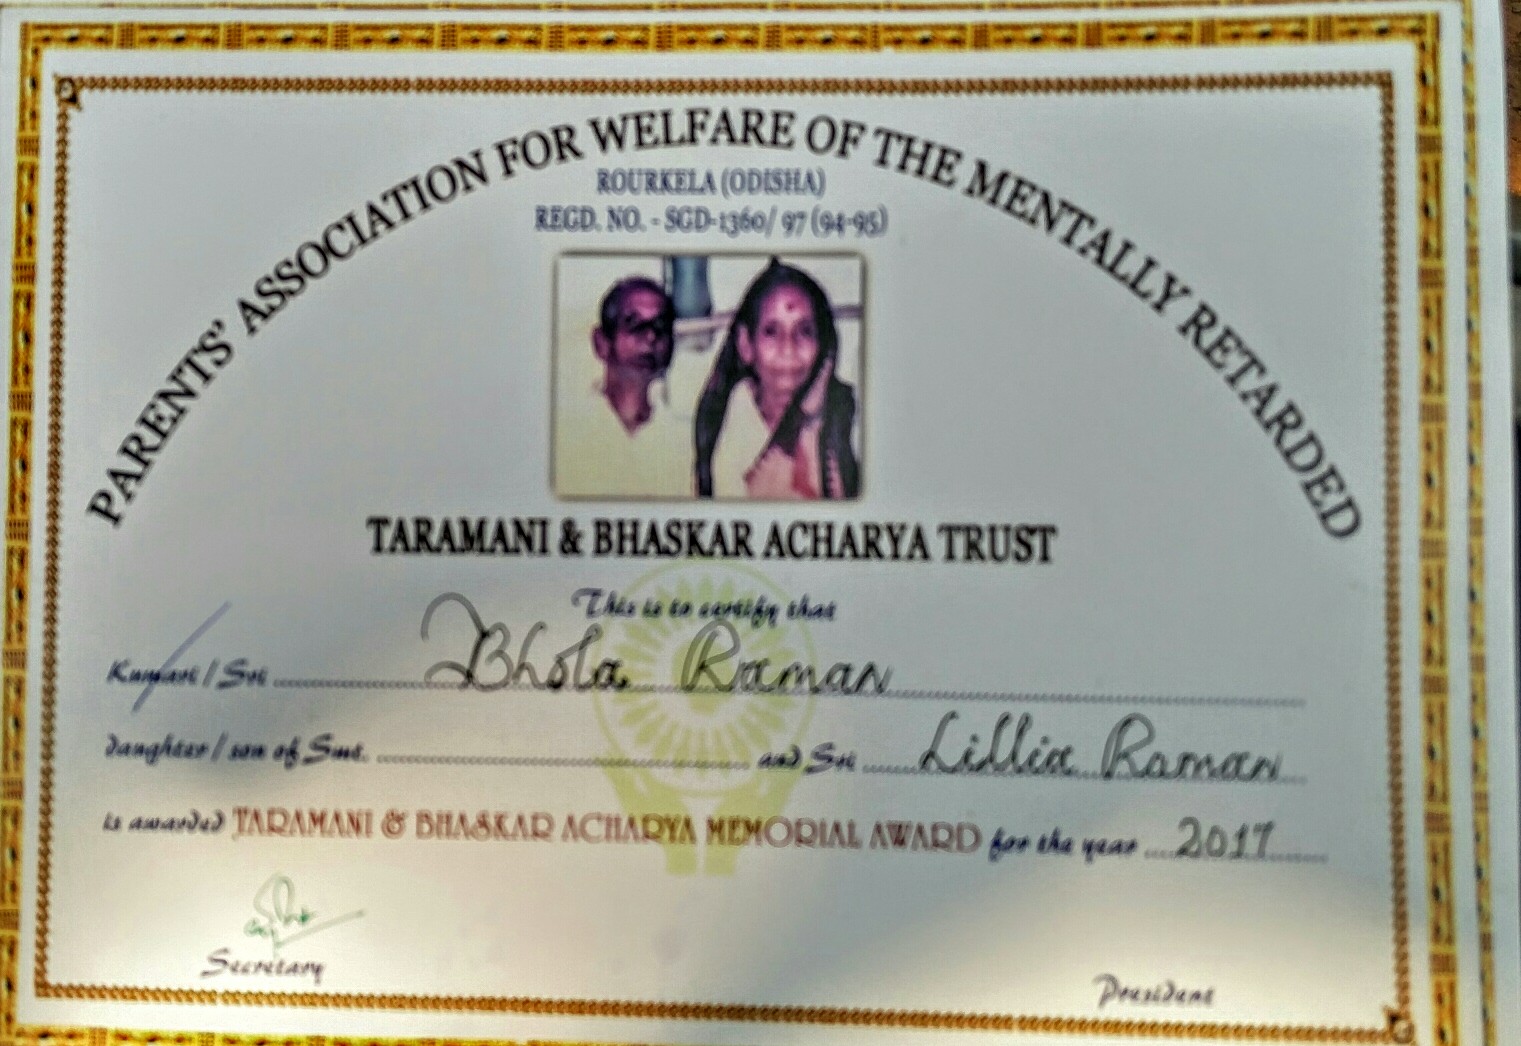 PARENTS' ASSOCIATION FOR WELFARE OF THE MENTALLY RETARDED
ROURKELA (ODISHA)
REGD. NO. - SGD-1360/ 97 (94-95)
TARAMANI & BHASKAR ACHARYA TRUST
This is to certify that
Kumari / Sri Bhola Raman
daughter / son of Smt. and Sri Lillia Raman
is awarded TARAMANI & BHASKAR ACHARYA MEMORIAL AWARD for the year 2017
Secretary
President